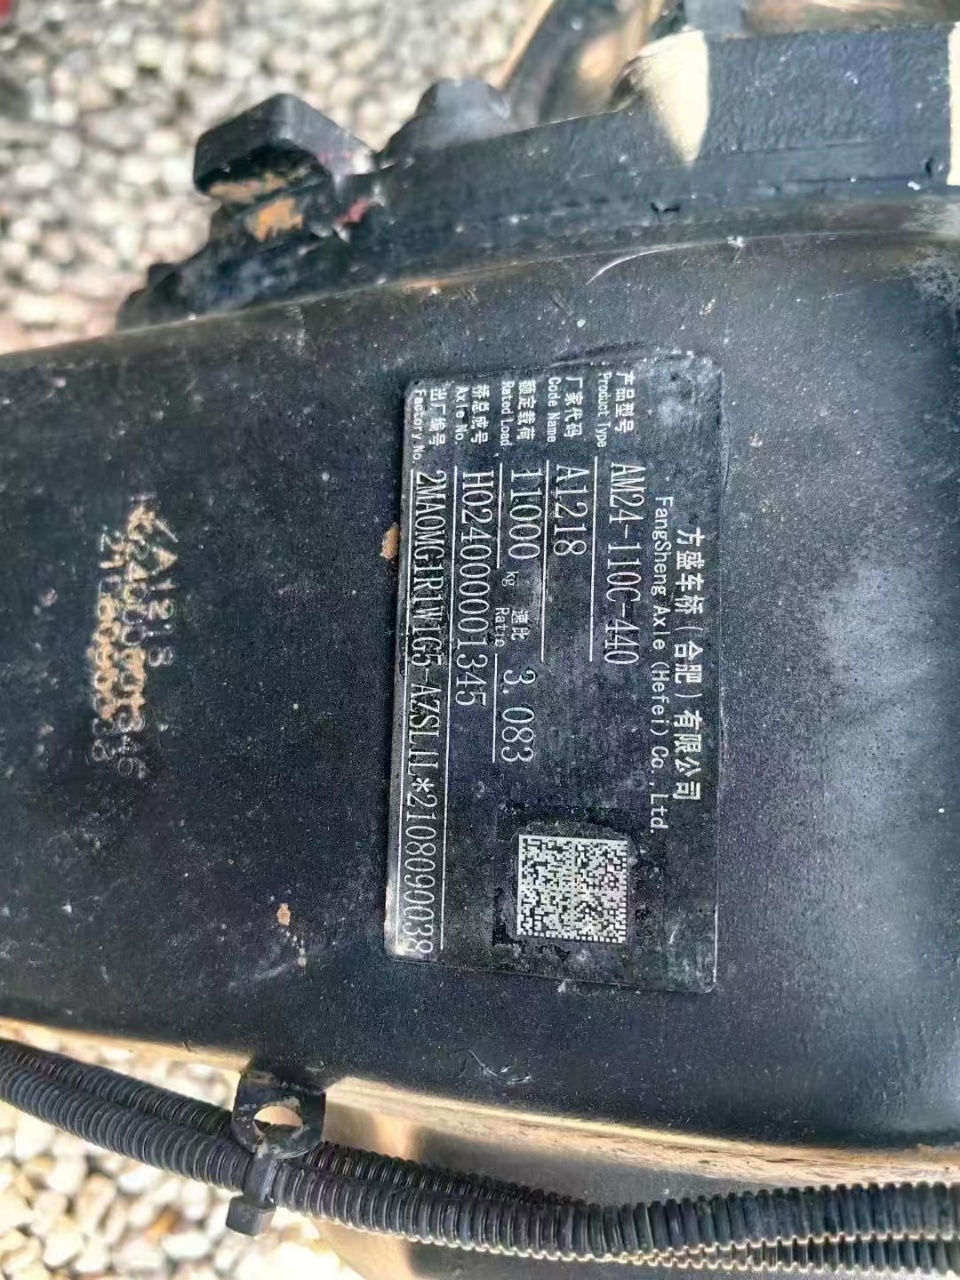 方盛车桥(合肥)有限公司
FangSheng Axle (Hefei) Co., Ltd.
产品型号 AM24-110C-440
Product Type
厂家代码 A1218
Code Name
额定载荷 11000 kg 速比 3.083
Rated Load Ratio
桥总成号 H024000001345
Axle No.
出厂编号 2MAOMG1R1W1G5-AZSL1L*2108090038
Factory No.
A1218